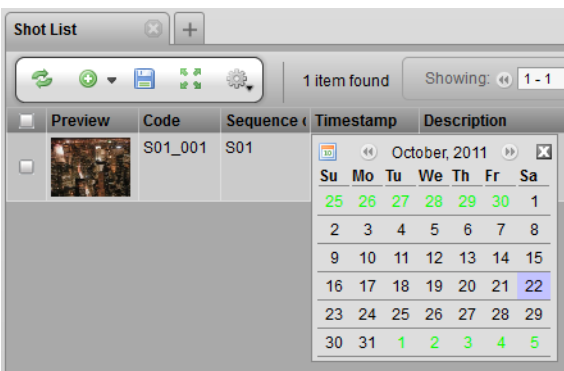 Shot List
1 item found
Showing: 1 - 1
Preview Code Sequence Timestamp Description
S01_001 S01
October, 2011
Su Mo Tu We Th Fr Sa
25 26 27 28 29 30 1
2 3 4 5 6 7 8
9 10 11 12 13 14 15
16 17 18 19 20 21 22
23 24 25 26 27 28 29
30 31 1 2 3 4 5